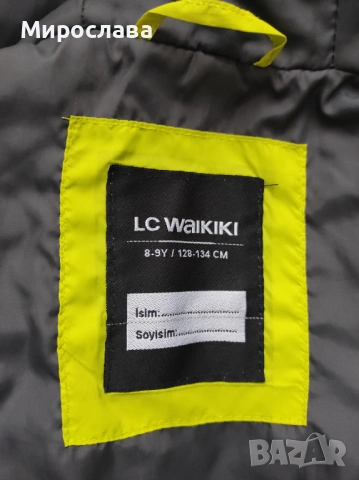 Мирослава
LC WAIKIKI
8-9Y / 128-134 CM
İsim:.....................
Soyisim:.................
BAZAR